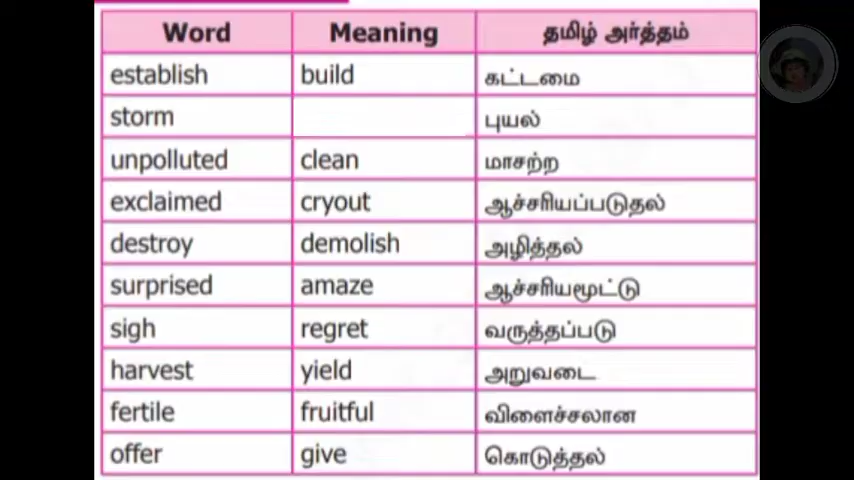 Word Meaning தமிழ் அர்த்தம்
establish build கட்டமை
storm புயல்
unpolluted clean மாசற்ற
exclaimed cryout ஆச்சரியப்படுதல்
destroy demolish அழித்தல்
surprised amaze ஆச்சரியமூட்டு
sigh regret வருத்தப்படு
harvest yield அறுவடை
fertile fruitful விளைச்சலான
offer give கொடுத்தல்